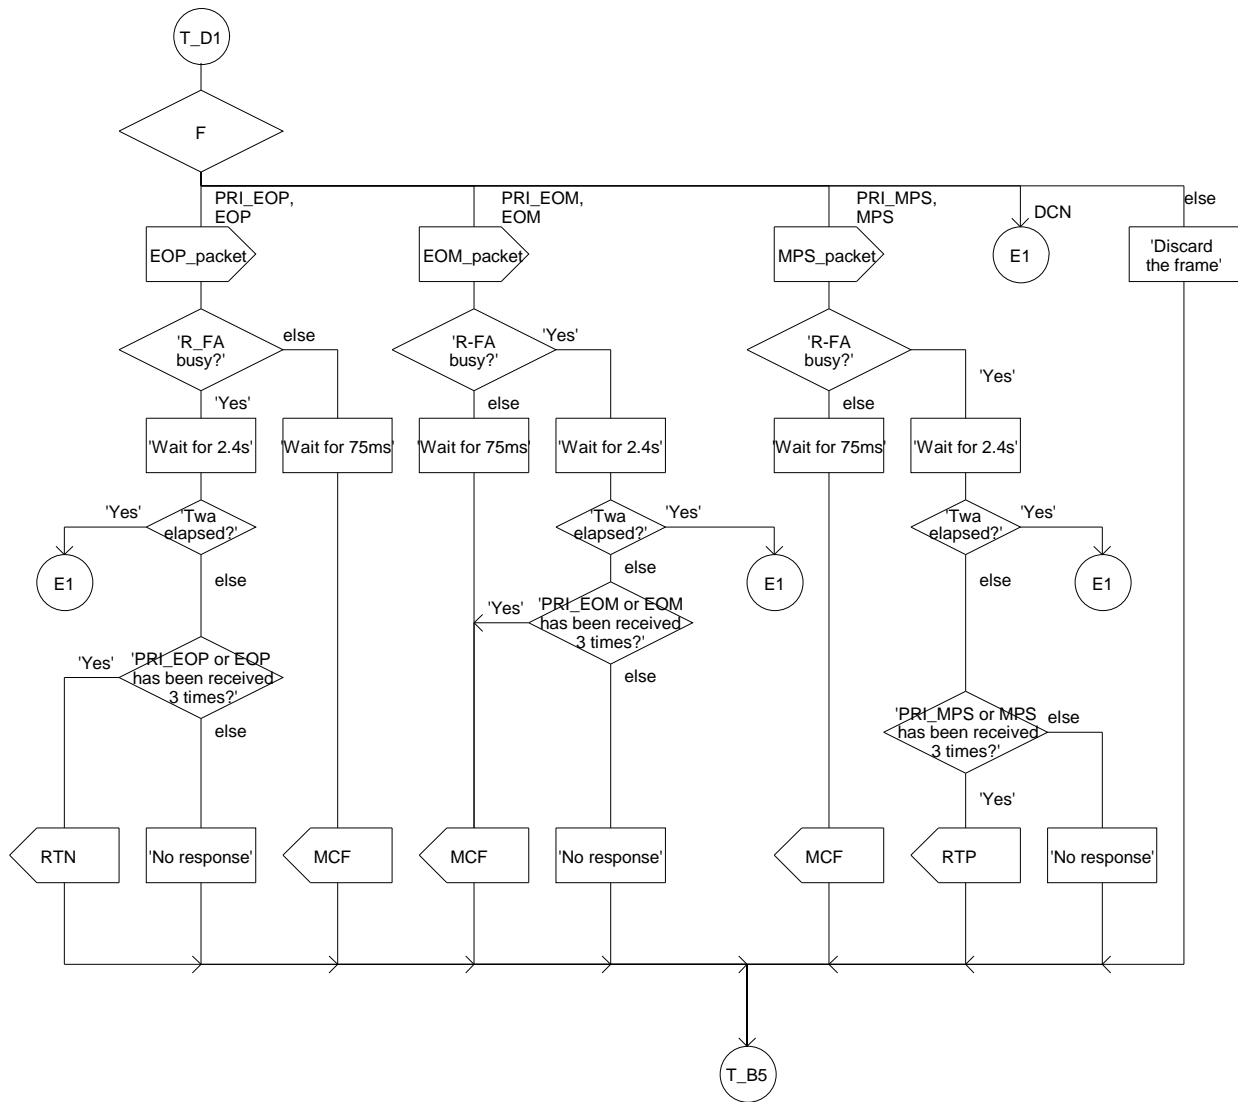 T_D1
F
PRI_EOP,
EOP
PRI_EOM,
EOM
PRI_MPS,
MPS
DCN
else
EOP_packet
EOM_packet
MPS_packet
E1
'Discard
the frame'
'R_FA
busy?'
else
'R-FA
busy?'
'Yes'
'R-FA
busy?'
'Yes'
'Yes'
else
else
'Wait for 2.4s'
'Wait for 75ms'
'Wait for 75ms'
'Wait for 2.4s'
'Wait for 75ms'
'Wait for 2.4s'
'Yes'
'Twa
elapsed?'
'Twa
elapsed?'
'Yes'
'Twa
elapsed?'
'Yes'
E1
else
else
E1
else
E1
'Yes'
'PRI_EOM or EOM
has been received
3 times?'
'Yes'
'PRI_EOP or EOP
has been received
3 times?'
else
else
'PRI_MPS or MPS
has been received
3 times?'
else
'Yes'
RTN
'No response'
MCF
MCF
'No response'
MCF
RTP
'No response'
T_B5